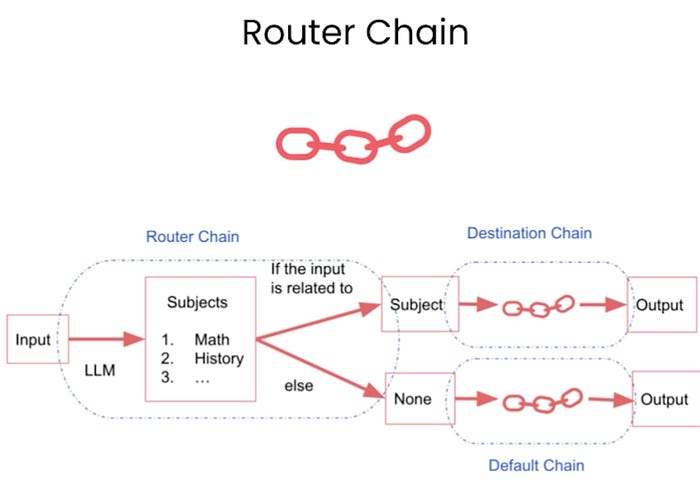 Router Chain
Router Chain
Destination Chain
If the input
is related to
Subjects
1. Math
2. History
3. ...
Input
LLM
else
Subject
Output
None
Output
Default Chain